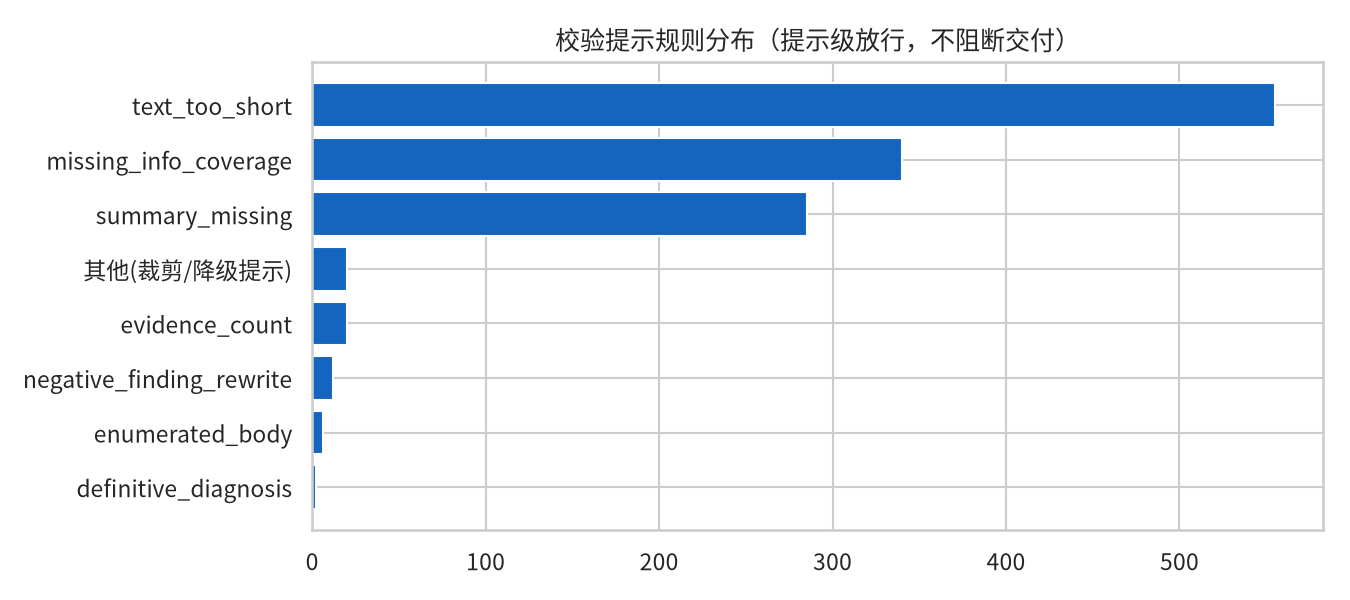 校验提示规则分布（提示级放行，不阻断交付）
text_too_short
missing_info_coverage
summary_missing
其他(裁剪/降级提示)
evidence_count
negative_finding_rewrite
enumerated_body
definitive_diagnosis
0 100 200 300 400 500